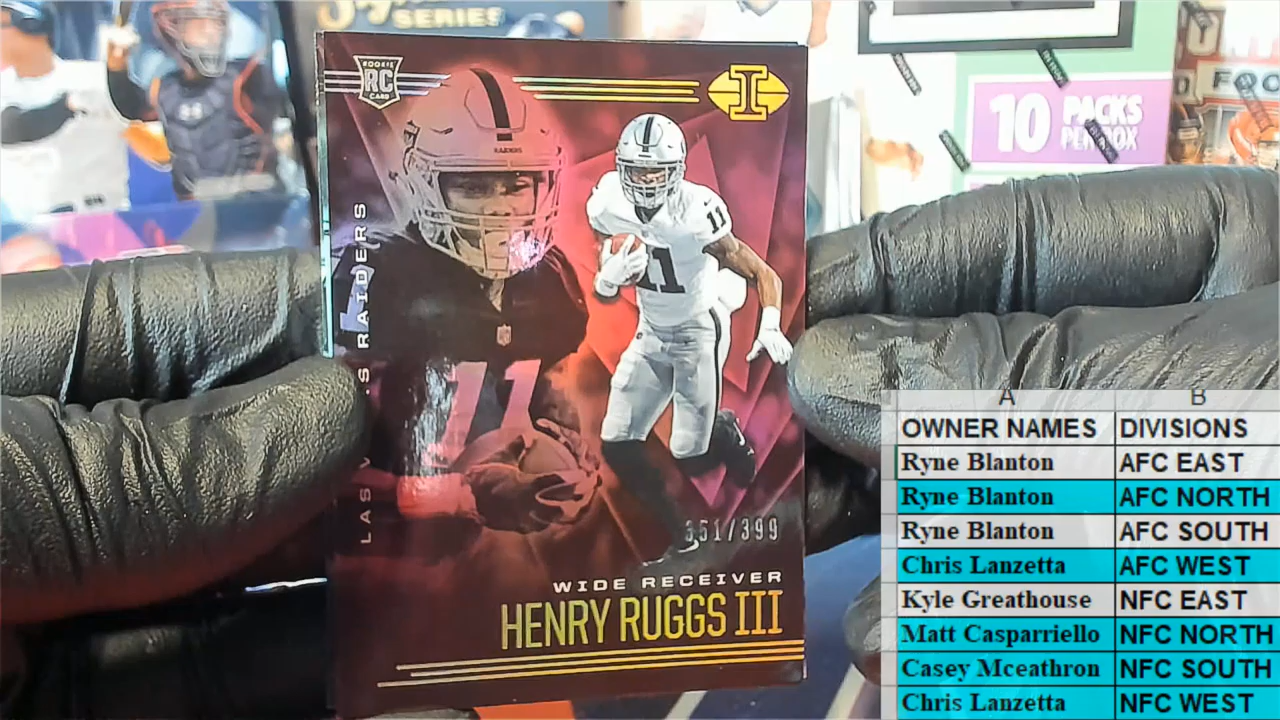 SERIES
ROOKIE
RC
CARD
I
RAIDERS
11
11
LAS V S RAIDERS
351/399
WIDE RECEIVER
HENRY RUGGS III
10 PACKS
PER BOX
FOO
A B
OWNER NAMES DIVISIONS
Ryne Blanton AFC EAST
Ryne Blanton AFC NORTH
Ryne Blanton AFC SOUTH
Chris Lanzetta AFC WEST
Kyle Greathouse NFC EAST
Matt Casparriello NFC NORTH
Casey Mceathron NFC SOUTH
Chris Lanzetta NFC WEST